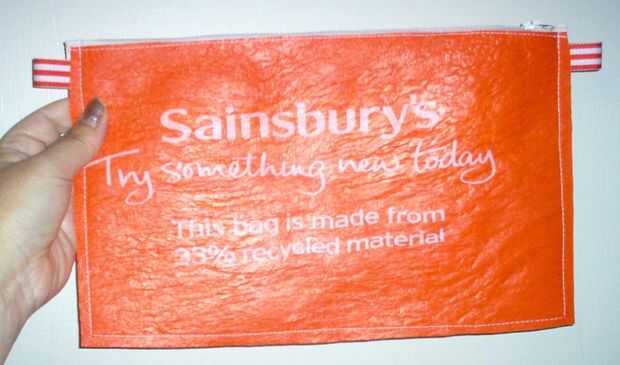 Sainsbury's
Try something new today
This bag is made from
33% recycled material